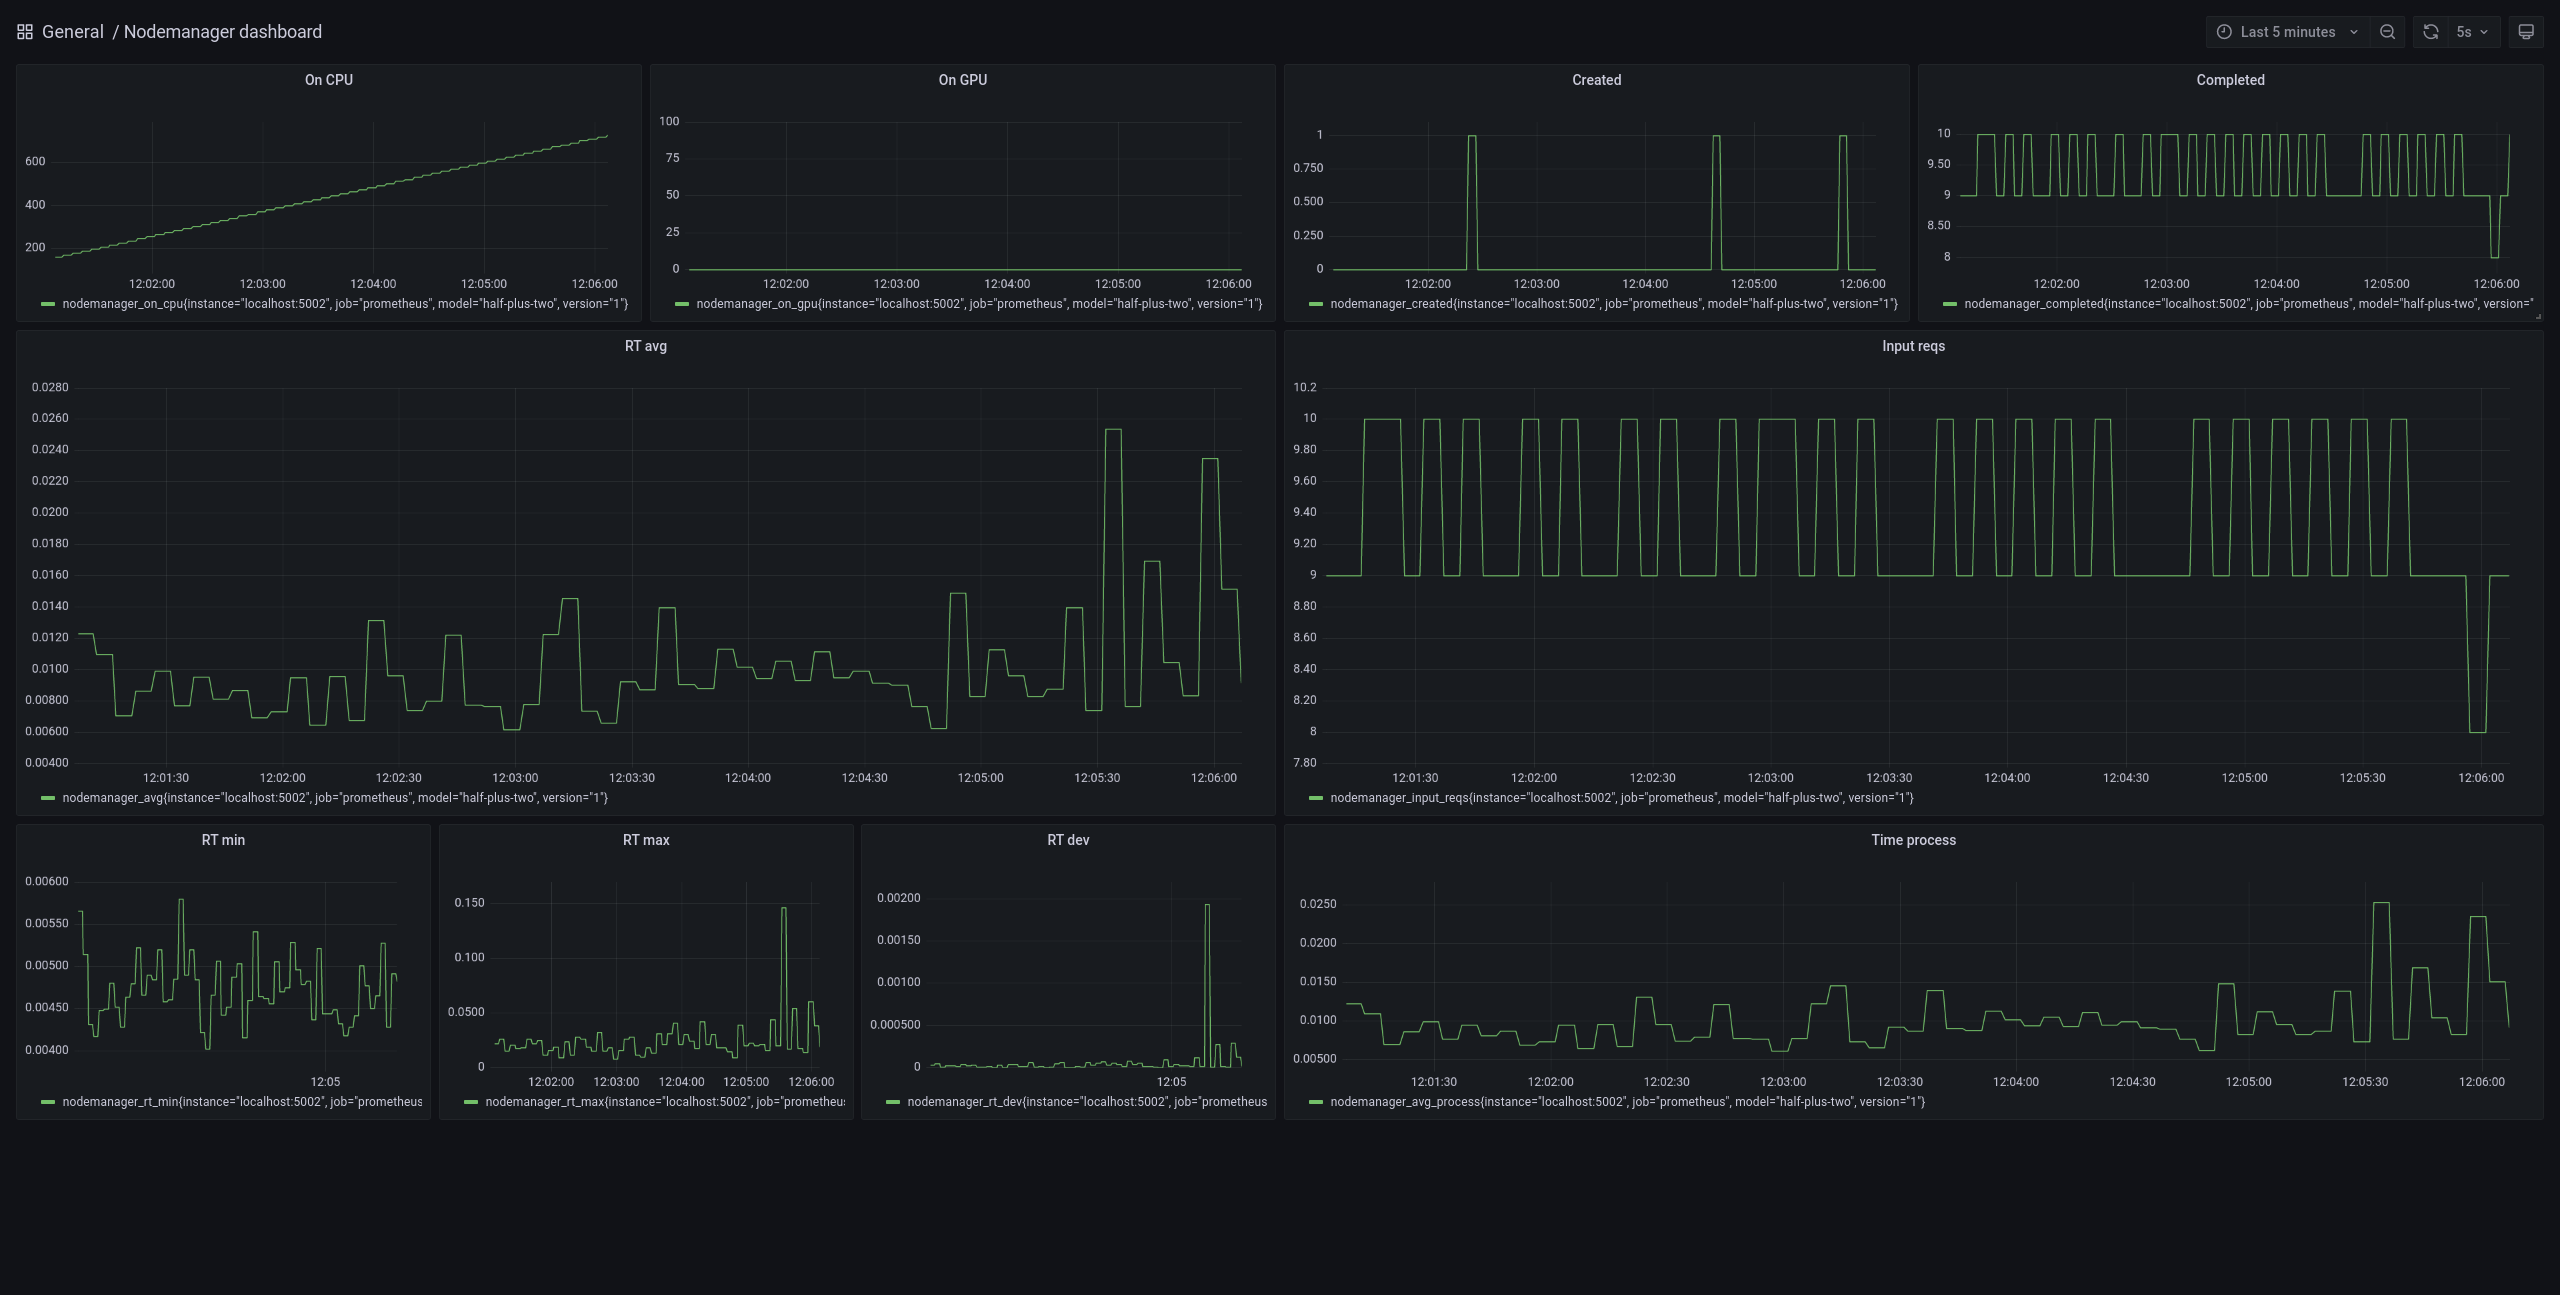 General / Nodemanager dashboard
Last 5 minutes
5s
On CPU
600
400
200
12:02:00 12:03:00 12:04:00 12:05:00 12:06:00
nodemanager_on_cpu{instance="localhost:5002", job="prometheus", model="half-plus-two", version="1"}
On GPU
100
75
50
25
0
12:02:00 12:03:00 12:04:00 12:05:00 12:06:00
nodemanager_on_gpu{instance="localhost:5002", job="prometheus", model="half-plus-two", version="1"}
Created
1
0.750
0.500
0.250
0
12:02:00 12:03:00 12:04:00 12:05:00 12:06:00
nodemanager_created{instance="localhost:5002", job="prometheus", model="half-plus-two", version="1"}
Completed
10
9.50
9
8.50
8
12:02:00 12:03:00 12:04:00 12:05:00 12:06:00
nodemanager_completed{instance="localhost:5002", job="prometheus", model="half-plus-two", version="
RT avg
0.0280
0.0260
0.0240
0.0220
0.0200
0.0180
0.0160
0.0140
0.0120
0.0100
0.00800
0.00600
0.00400
12:01:30 12:02:00 12:02:30 12:03:00 12:03:30 12:04:00 12:04:30 12:05:00 12:05:30 12:06:00
nodemanager_avg{instance="localhost:5002", job="prometheus", model="half-plus-two", version="1"}
Input reqs
10.2
10
9.80
9.60
9.40
9.20
9
8.80
8.60
8.40
8.20
8
7.80
12:01:30 12:02:00 12:02:30 12:03:00 12:03:30 12:04:00 12:04:30 12:05:00 12:05:30 12:06:00
nodemanager_input_reqs{instance="localhost:5002", job="prometheus", model="half-plus-two", version="1"}
RT min
0.00600
0.00550
0.00500
0.00450
0.00400
12:05
nodemanager_rt_min{instance="localhost:5002", job="prometheus
RT max
0.150
0.100
0.0500
0
12:02:00 12:03:00 12:04:00 12:05:00 12:06:00
nodemanager_rt_max{instance="localhost:5002", job="prometheus
RT dev
0.00200
0.00150
0.00100
0.000500
0
12:05
nodemanager_rt_dev{instance="localhost:5002", job="prometheus
Time process
0.0250
0.0200
0.0150
0.0100
0.00500
12:01:30 12:02:00 12:02:30 12:03:00 12:03:30 12:04:00 12:04:30 12:05:00 12:05:30 12:06:00
nodemanager_avg_process{instance="localhost:5002", job="prometheus", model="half-plus-two", version="1"}